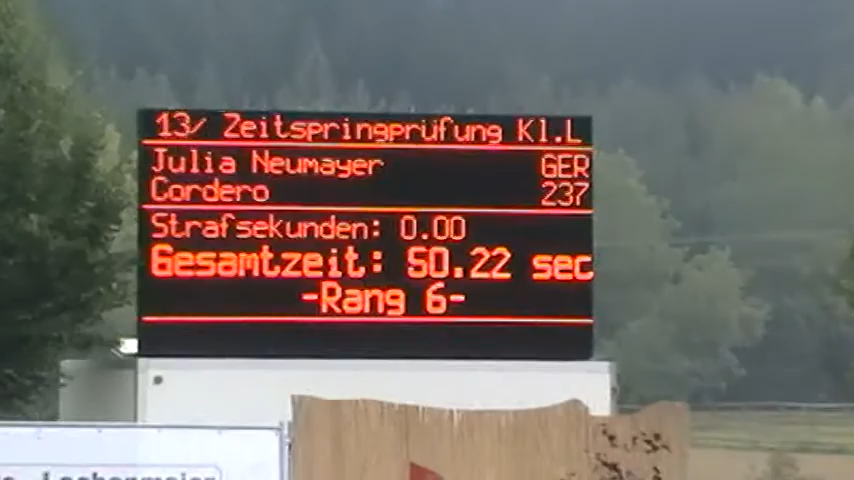 13/ Zeitspringprüfung Kl.L
Julia Neumayer GER
Cordero 237
Strafsekunden: 0.00
Gesamtzeit: 50.22 sec
-Rang 6-